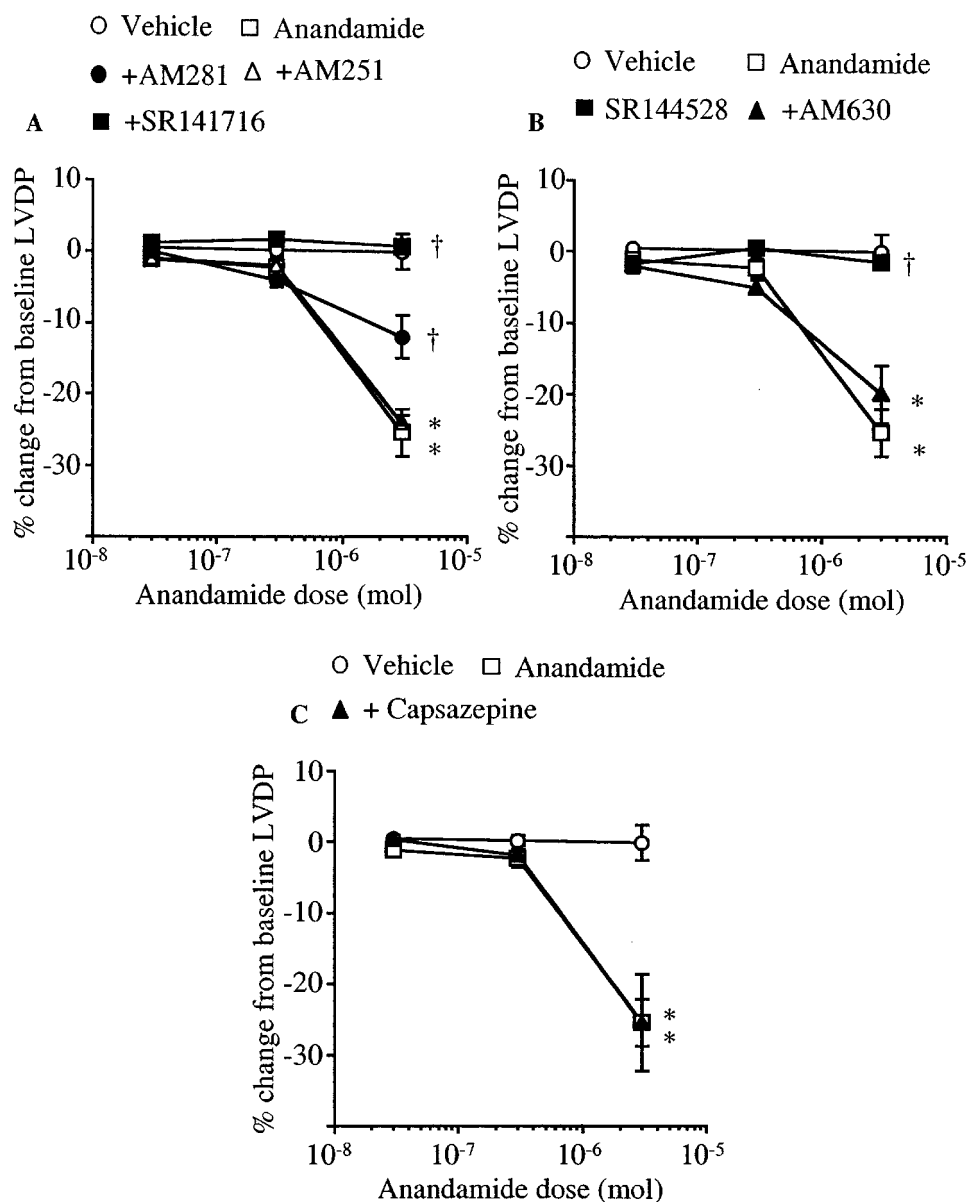 ○ Vehicle □ Anandamide
● +AM281 △ +AM251
■ +SR141716
A
% change from baseline LVDP
10
0
-10
-20
-30
†
†
*
*
10⁻⁸ 10⁻⁷ 10⁻⁶ 10⁻⁵
Anandamide dose (mol)
○ Vehicle □ Anandamide
■ SR144528 ▲ +AM630
B
% change from baseline LVDP
10
0
-10
-20
-30
†
*
*
10⁻⁸ 10⁻⁷ 10⁻⁶ 10⁻⁵
Anandamide dose (mol)
○ Vehicle □ Anandamide
C ▲ + Capsazepine
% change from baseline LVDP
10
0
-10
-20
-30
*
*
10⁻⁸ 10⁻⁷ 10⁻⁶ 10⁻⁵
Anandamide dose (mol)